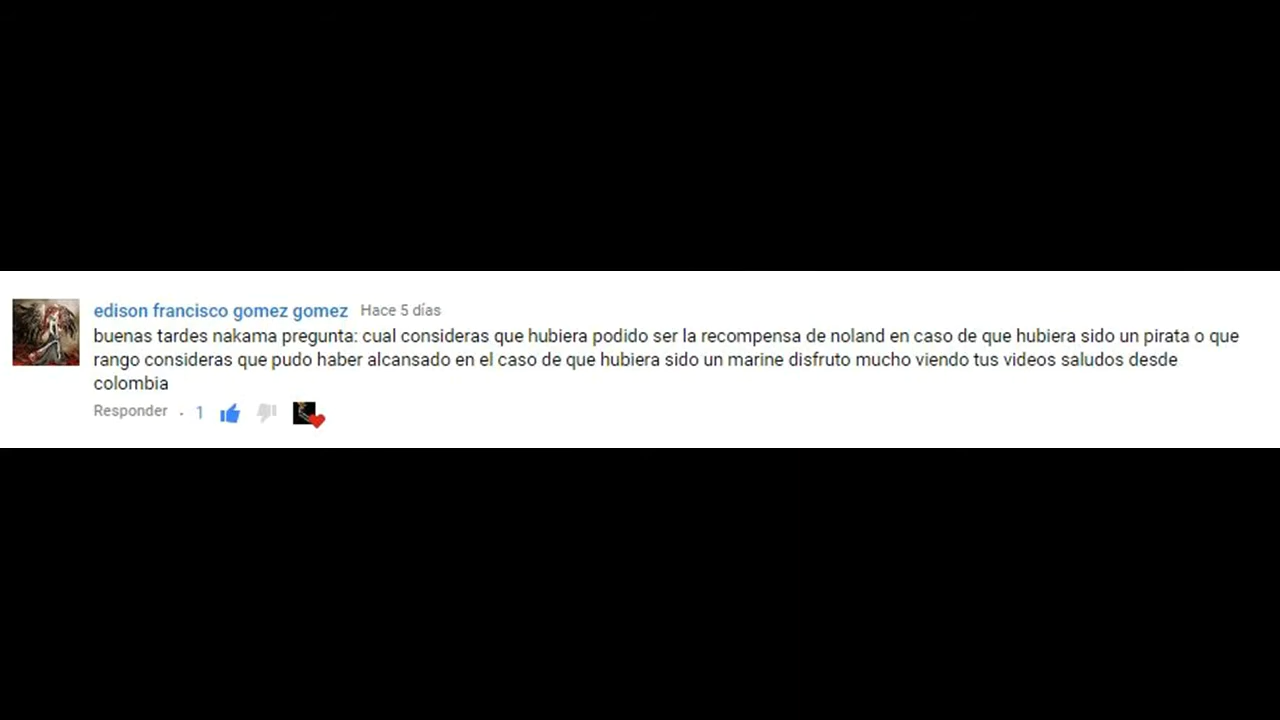 edison francisco gomez gomez Hace 5 días
buenas tardes nakama pregunta: cual consideras que hubiera podido ser la recompensa de noland en caso de que hubiera sido un pirata o que
rango consideras que pudo haber alcansado en el caso de que hubiera sido un marine disfruto mucho viendo tus videos saludos desde
colombia
Responder . 1